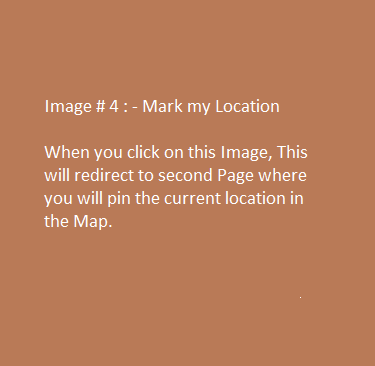 Image # 4 : - Mark my Location
When you click on this Image, This
will redirect to second Page where
you will pin the current location in
the Map.